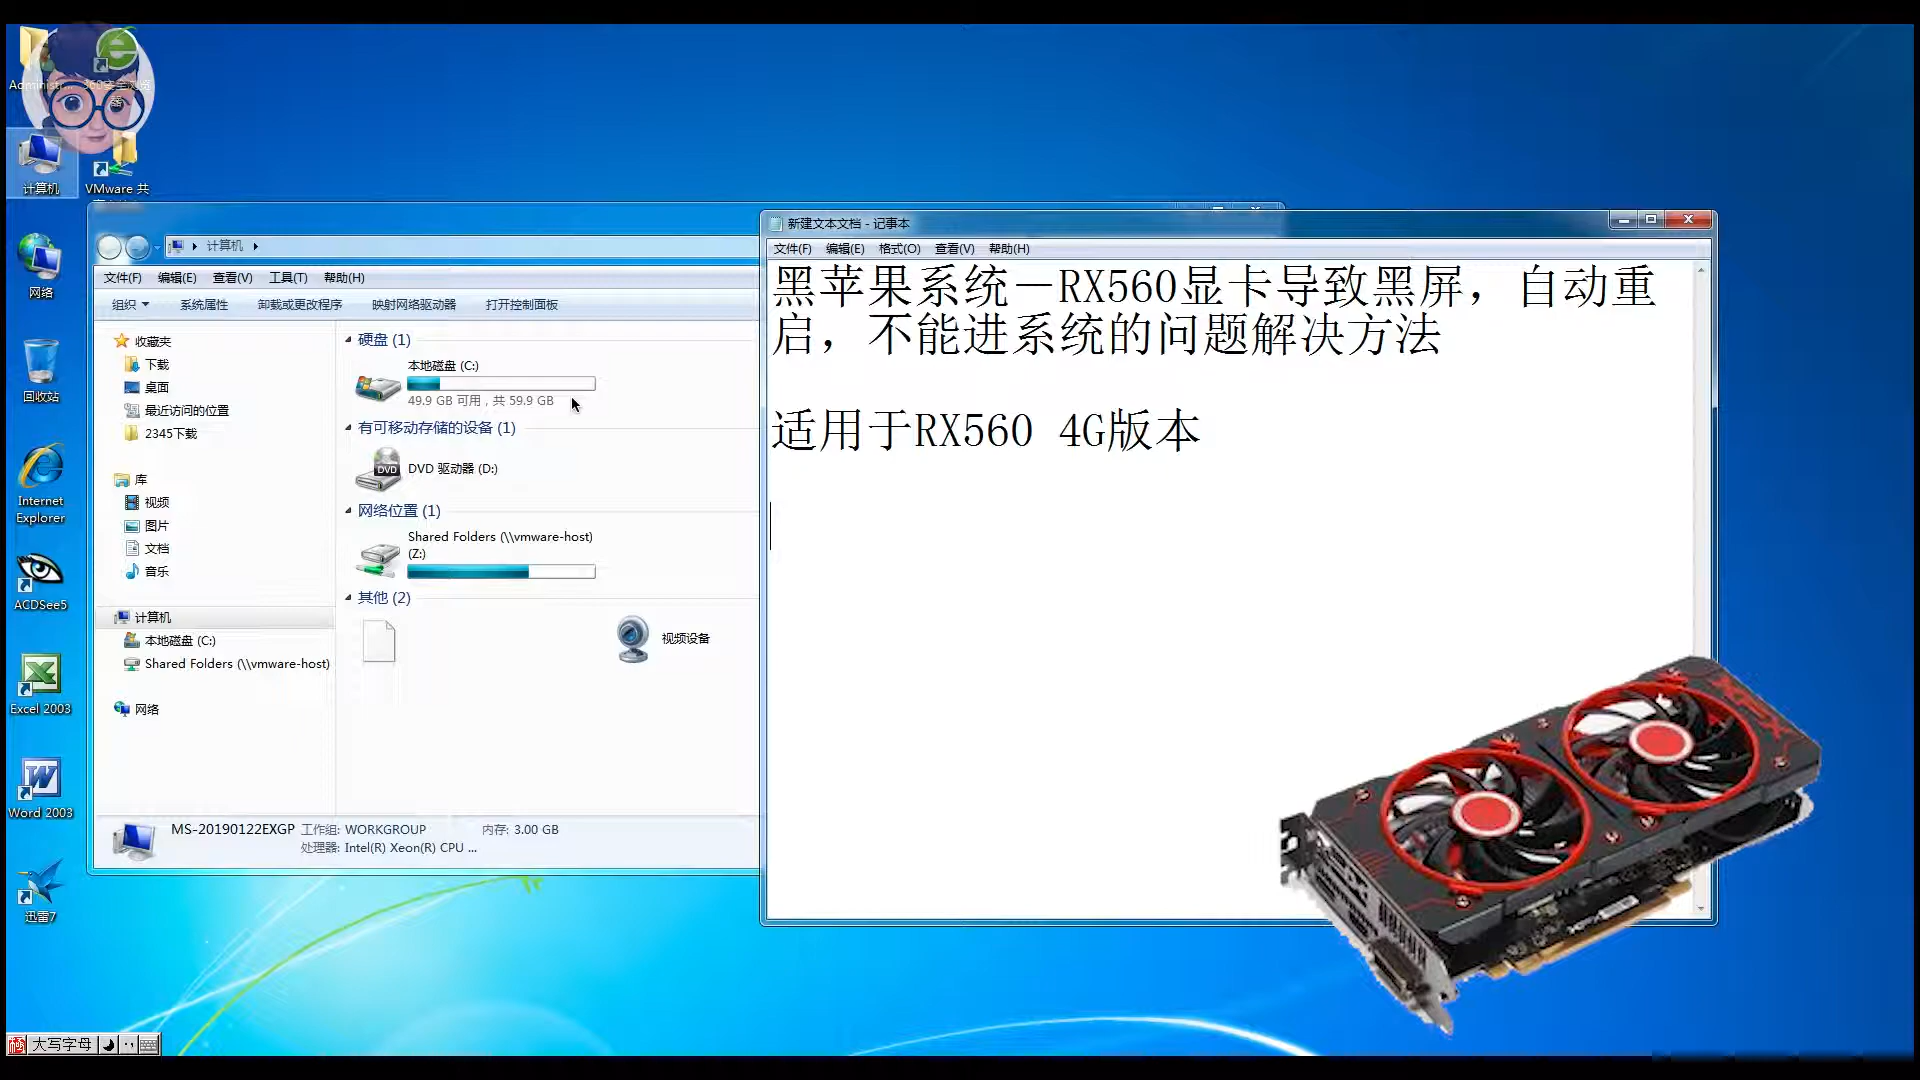 Administr...
360安全浏览
器
计算机
VMware 共
网络
回收站
Internet
Explorer
ACDSee5
Excel 2003
Word 2003
迅雷7
大写字母
计算机
文件(F) 编辑(E) 查看(V) 工具(T) 帮助(H)
组织 系统属性 卸载或更改程序 映射网络驱动器 打开控制面板
收藏夹
下载
桌面
最近访问的位置
2345下载
库
视频
图片
文档
音乐
计算机
本地磁盘 (C:)
Shared Folders (\\vmware-host)
网络
硬盘 (1)
本地磁盘 (C:)
49.9 GB 可用，共 59.9 GB
有可移动存储的设备 (1)
DVD
DVD 驱动器 (D:)
网络位置 (1)
Shared Folders (\\vmware-host)
(Z:)
其他 (2)
视频设备
MS-20190122EXGP 工作组: WORKGROUP 内存: 3.00 GB
处理器: Intel(R) Xeon(R) CPU ...
新建文本文档 - 记事本
文件(F) 编辑(E) 格式(O) 查看(V) 帮助(H)
黑苹果系统－RX560显卡导致黑屏，自动重
启，不能进系统的问题解决方法
适用于RX560 4G版本